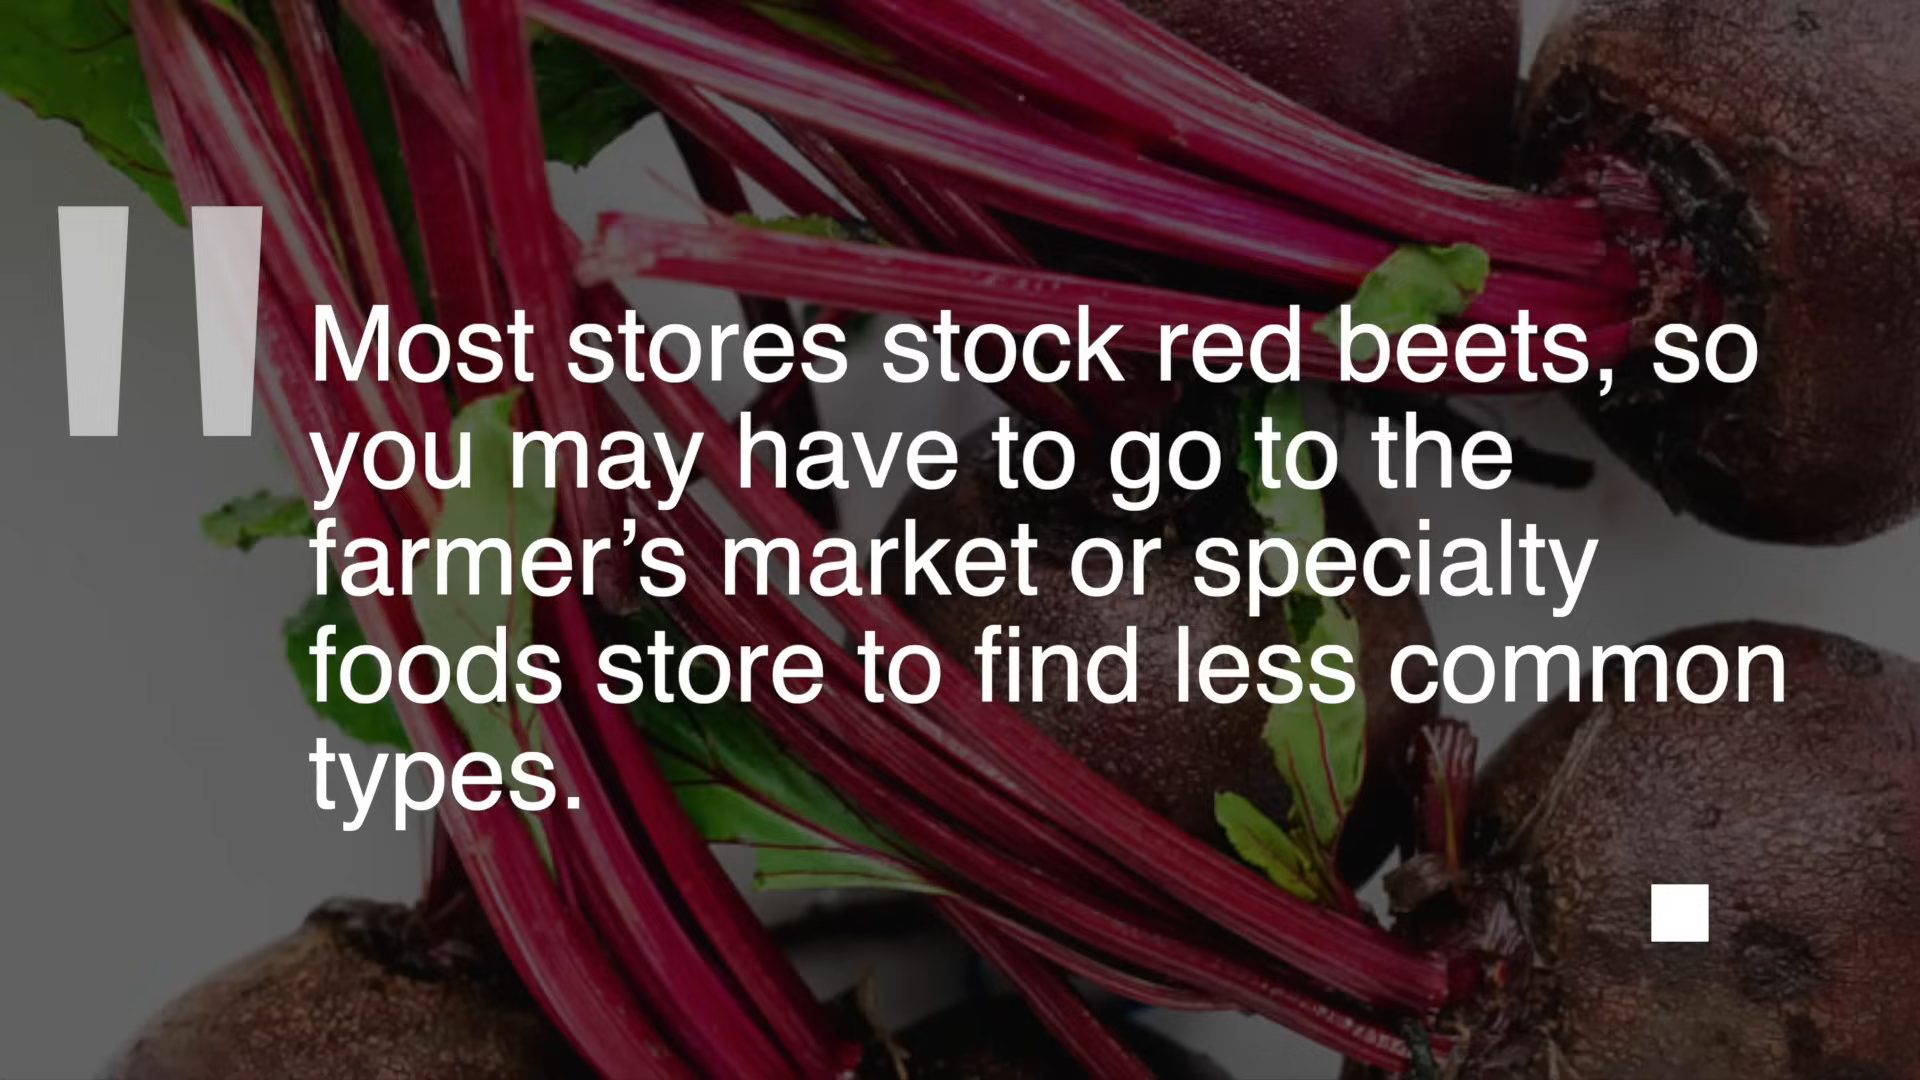 "
Most stores stock red beets, so
you may have to go to the
farmer’s market or specialty
foods store to find less common
types.